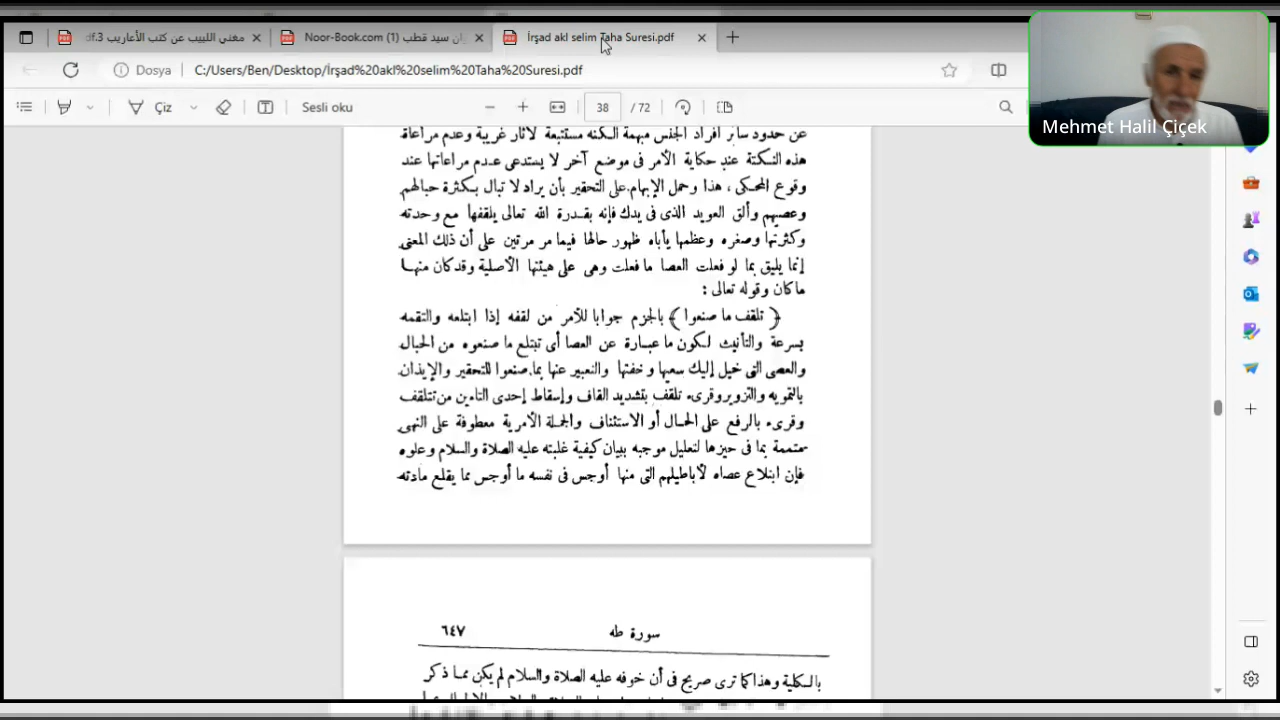 مغني اللبيب عن كتب الأعاريب 3.df
Noor-Book.com (1) ان سيد قطب
İrşad akl selim Taha Suresi.pdf
Dosya
C:/Users/Ben/Desktop/İrşad%20akl%20selim%20Taha%20Suresi.pdf
Çiz
Sesli oku
38 / 72
Mehmet Halil Çiçek
عن حدود سائر أفراد الجنس مبهمة الكنه مستتبعة لآثار غريبة وعدم مراعاة
هذه النكتة عند حكاية الأمر فى موضع آخر لا يستدعى عدم مراعاتها عند
وقوع المحكى ، هذا وحمل الإبهام على التحقير بأن يراد لا تبال بكثرة حبالهم
وعصيهم وألق العويد الذى فى يدك فإنه بقدرة الله تعالى يلقفها مع وحدته
وكثرتها وصغره وعظمها يأباه ظهور حالها فيما مر مرتين على أن ذلك المعنى
إنما يليق بما لو فعلت العصا ما فعلت وهى على هيئتها الأصلية وقد كان منها
ما كان وقوله تعالى :
( تلقف ما صنعوا ) بالجزم جوابا للأمر من لقفه إذا ابتلعه والتقمه
بسرعة والتأنيث لكون ما عبارة عن العصا أى تبتلع ما صنعوه من الحبال
والعصى التى خيل إليك سعيها وخفتها والتعبير عنها بما صنعوا للتحقير والإيذان
بالتمويه والتزوير وقرىء تلقف بتشديد القاف وإسقاط إحدى التاءين من تتلقف
وقرىء بالرفع على الحال أو الاستئناف والجملة الأمرية معطوفة على النهى
متممة بما فى حيزها لتعليل موجبه ببيان كيفية غلبته عليه الصلاة والسلام وعلوه
فإن ابتلاع عصاه لأباطيلهم التى منها أوجس فى نفسه ما أوجس مما يقلع مادته
سورة طه ٦٤٧
بالكلية وهذا كما ترى صريح فى أن خوفه عليه الصلاة والسلام لم يكن مما ذكر